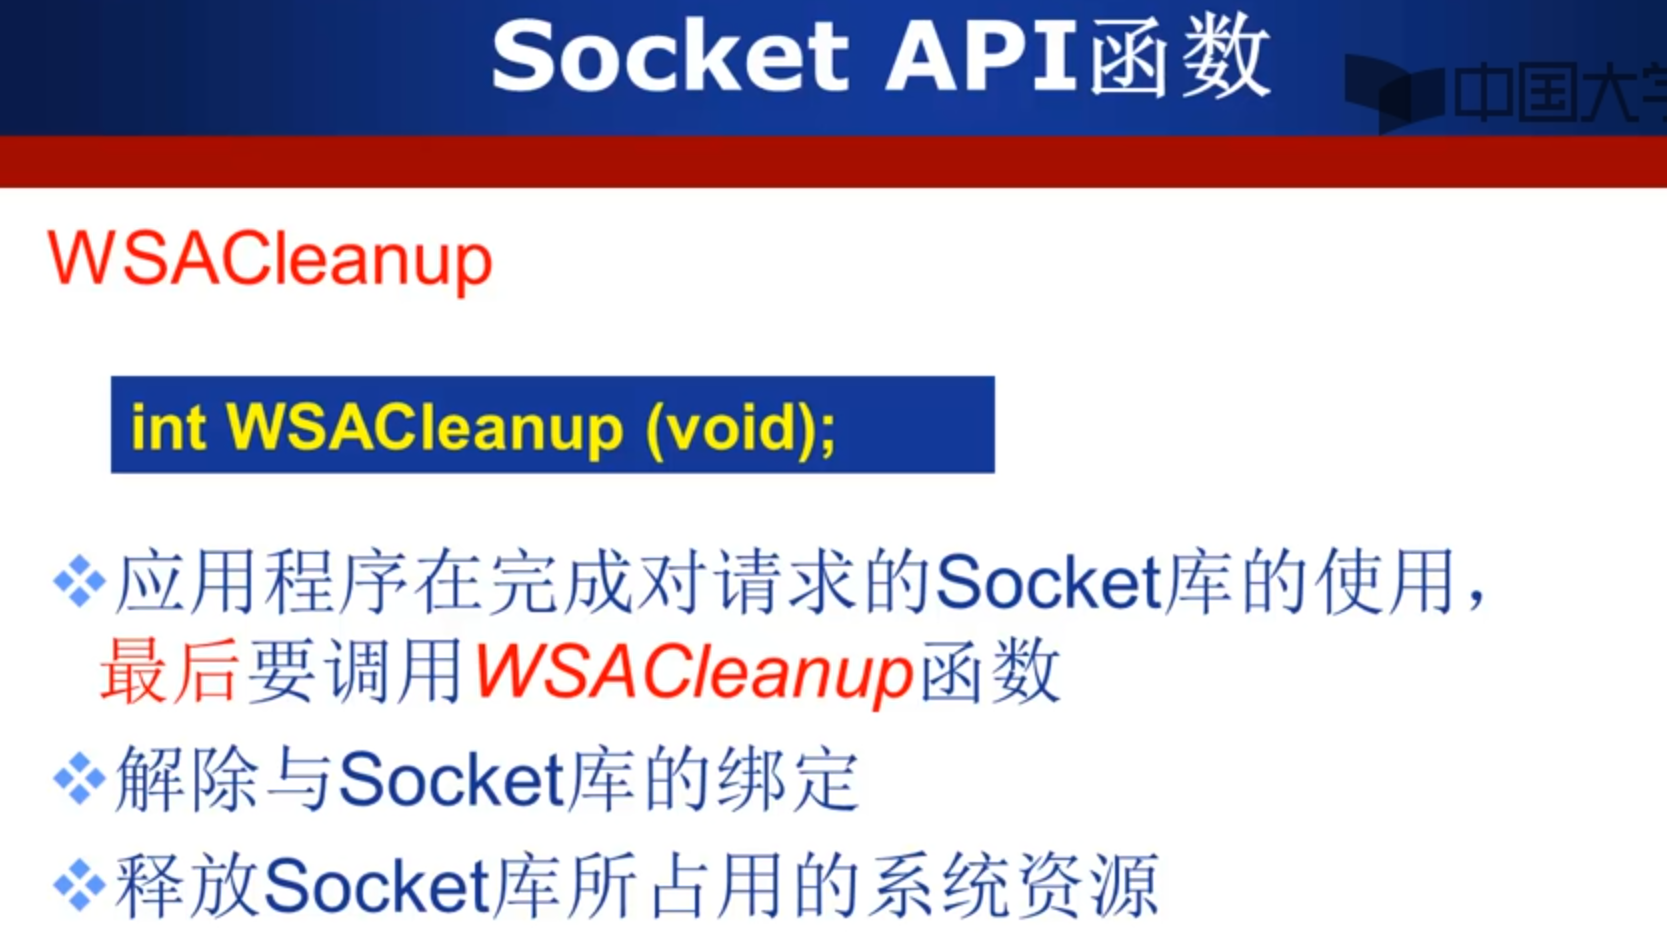 Socket API函数
中国大学
WSACleanup
int WSACleanup (void);
应用程序在完成对请求的Socket库的使用，
最后要调用WSACleanup函数
解除与Socket库的绑定
释放Socket库所占用的系统资源